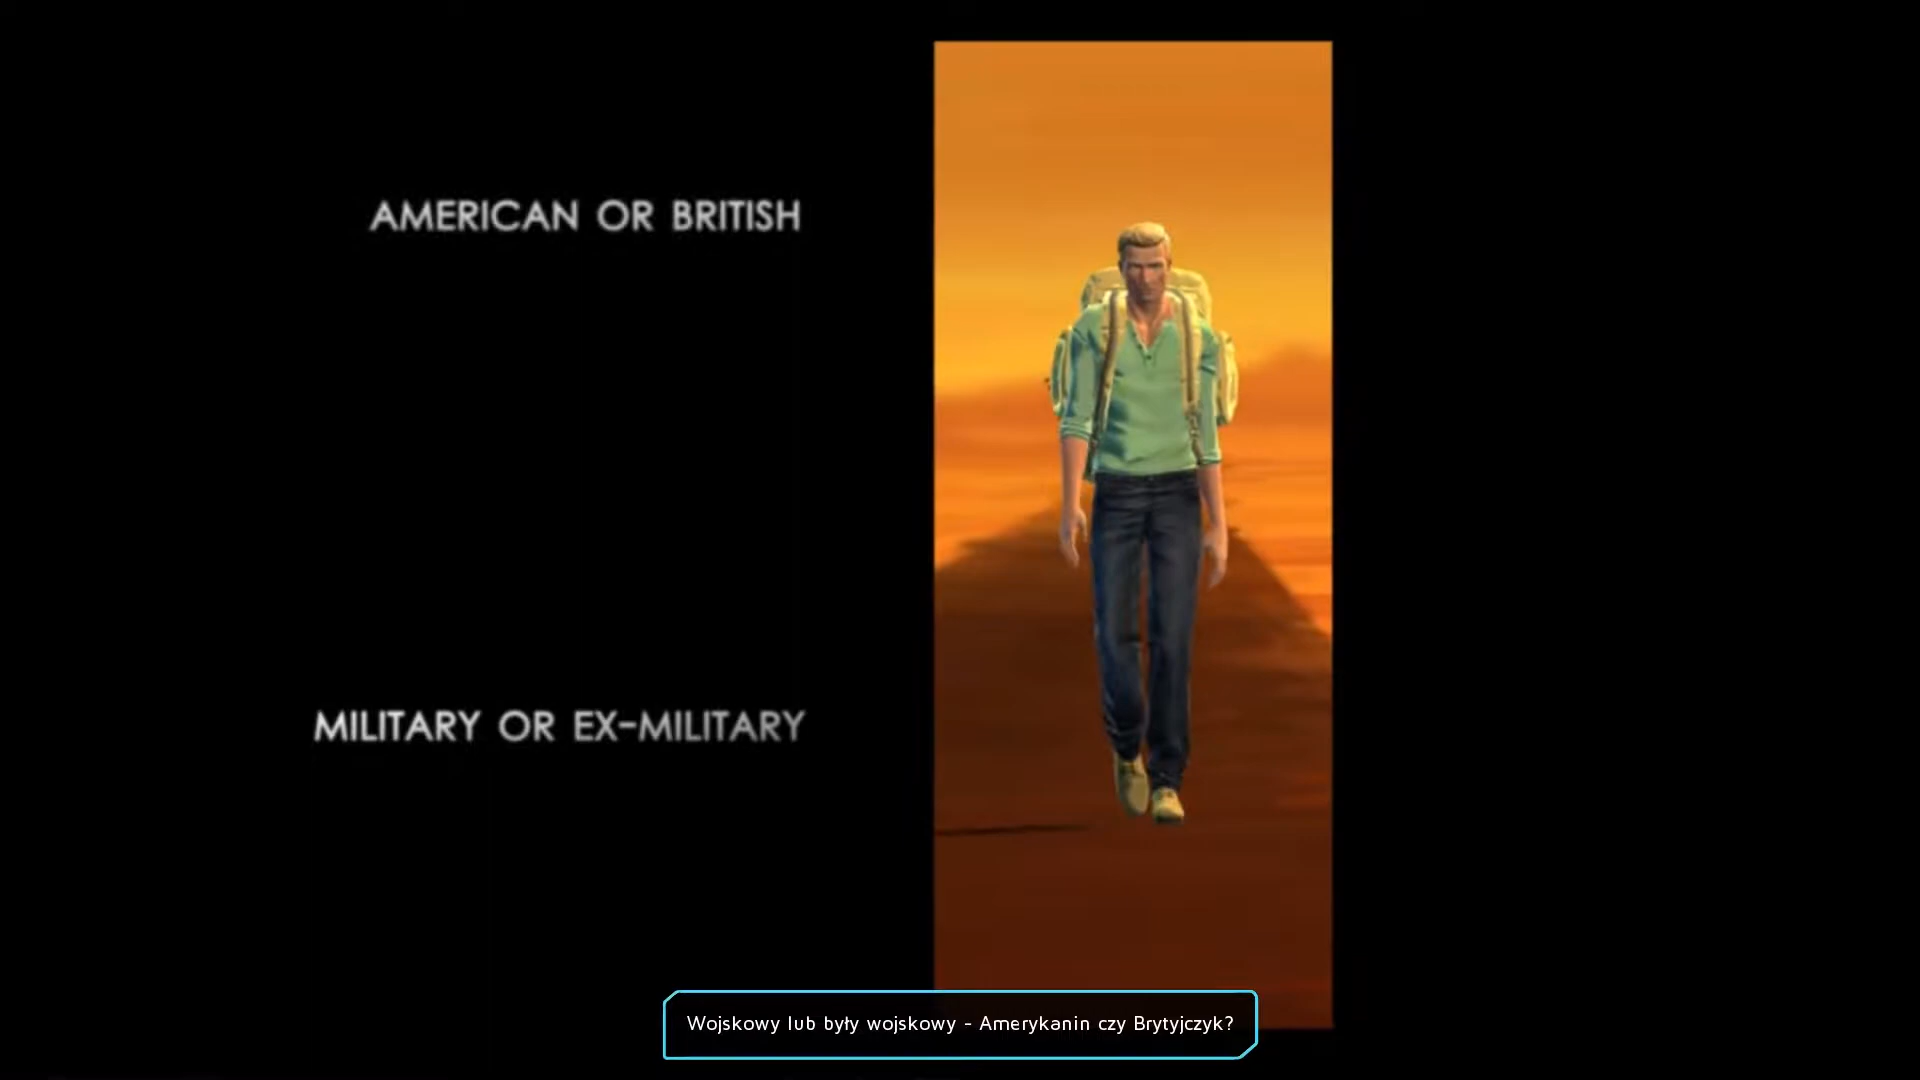 AMERICAN OR BRITISH
MILITARY OR EX-MILITARY
Wojskowy lub były wojskowy - Amerykanin czy Brytyjczyk?